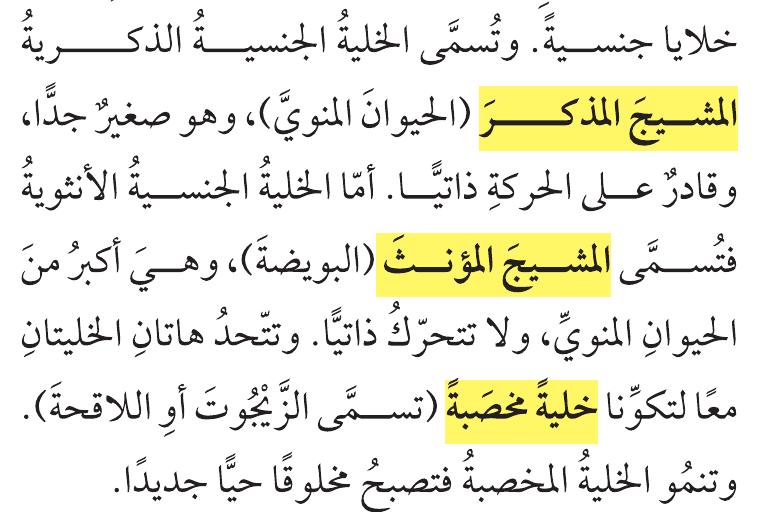 خلايا جنسيةً. وتُسمَّى الخليةُ الجنسيةُ الذكريةُ
المشيجَ المذكرَ (الحيوانَ المنويَّ)، وهو صغيرٌ جدًّا،
وقادرٌ على الحركةِ ذاتيًّا. أمّا الخليةُ الجنسيةُ الأنثويةُ
فتُسمَّى المشيجَ المؤنثَ (البويضةَ)، وهيَ أكبرُ منَ
الحيوانِ المنويِّ، ولا تتحرّكُ ذاتيًّا. وتتّحدُ هاتانِ الخليتانِ
معًا لتكوِّنا خليةً مخصَبةً (تسمَّى الزَّيْجُوتَ أوِ اللاقحةَ).
وتنمُو الخليةُ المخصبةُ فتصبحُ مخلوقًا حيًّا جديدًا.